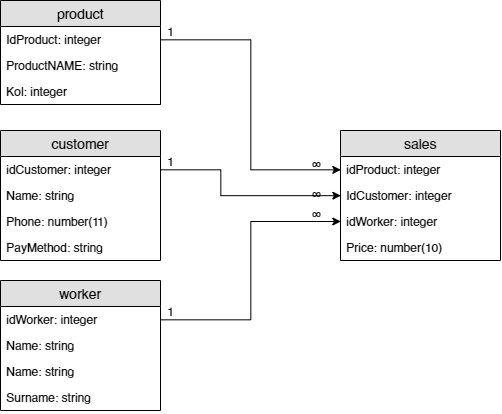 product
IdProduct: integer
ProductNAME: string
Kol: integer
1
customer
idCustomer: integer
Name: string
Phone: number(11)
PayMethod: string
1
worker
idWorker: integer
Name: string
Name: string
Surname: string
1
sales
∞
idProduct: integer
∞
IdCustomer: integer
∞
idWorker: integer
Price: number(10)